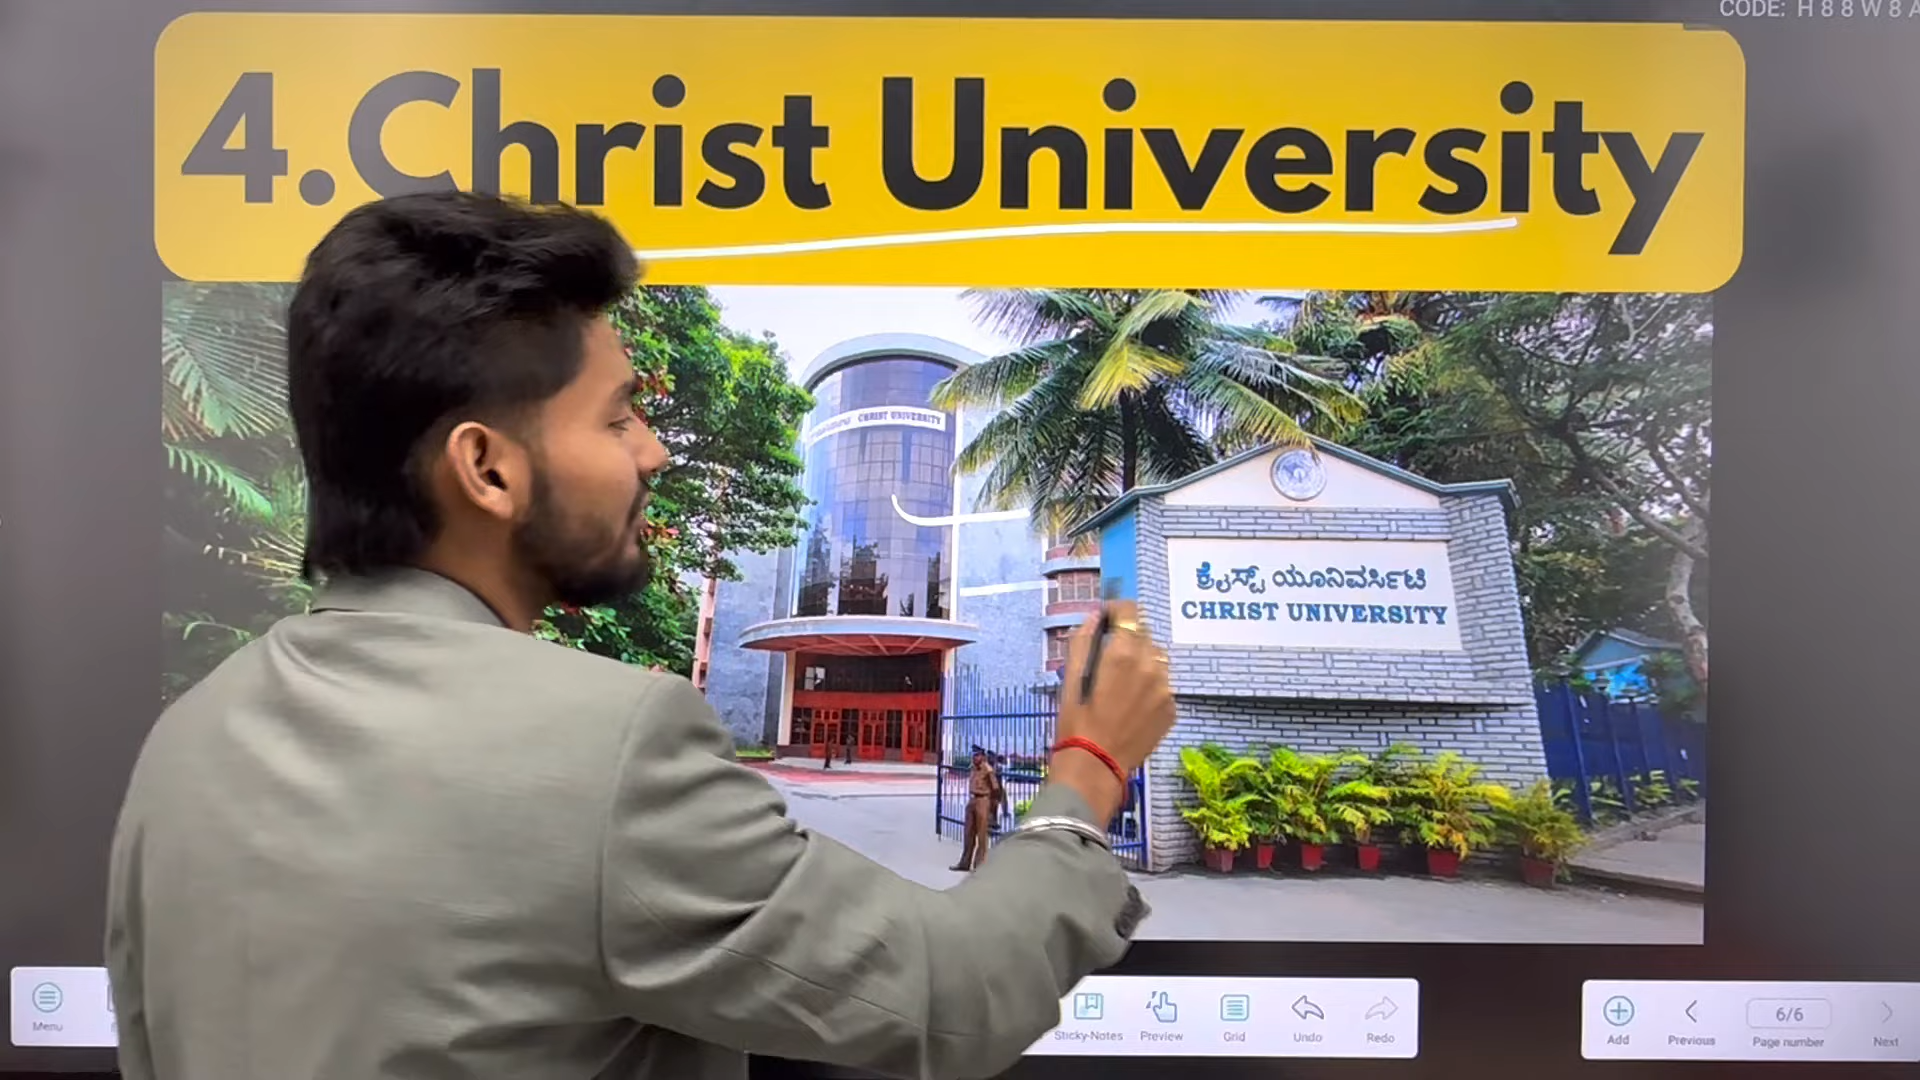 CODE: H 8 8 W 8 A
4.Christ University
CHRIST UNIVERSITY
ಕ್ರೈಸ್ಟ್ ಯೂನಿವರ್ಸಿಟಿ
CHRIST UNIVERSITY
Menu
Sticky-Notes
Preview
Grid
Undo
Redo
Add
Previous
6/6
Page number
Next